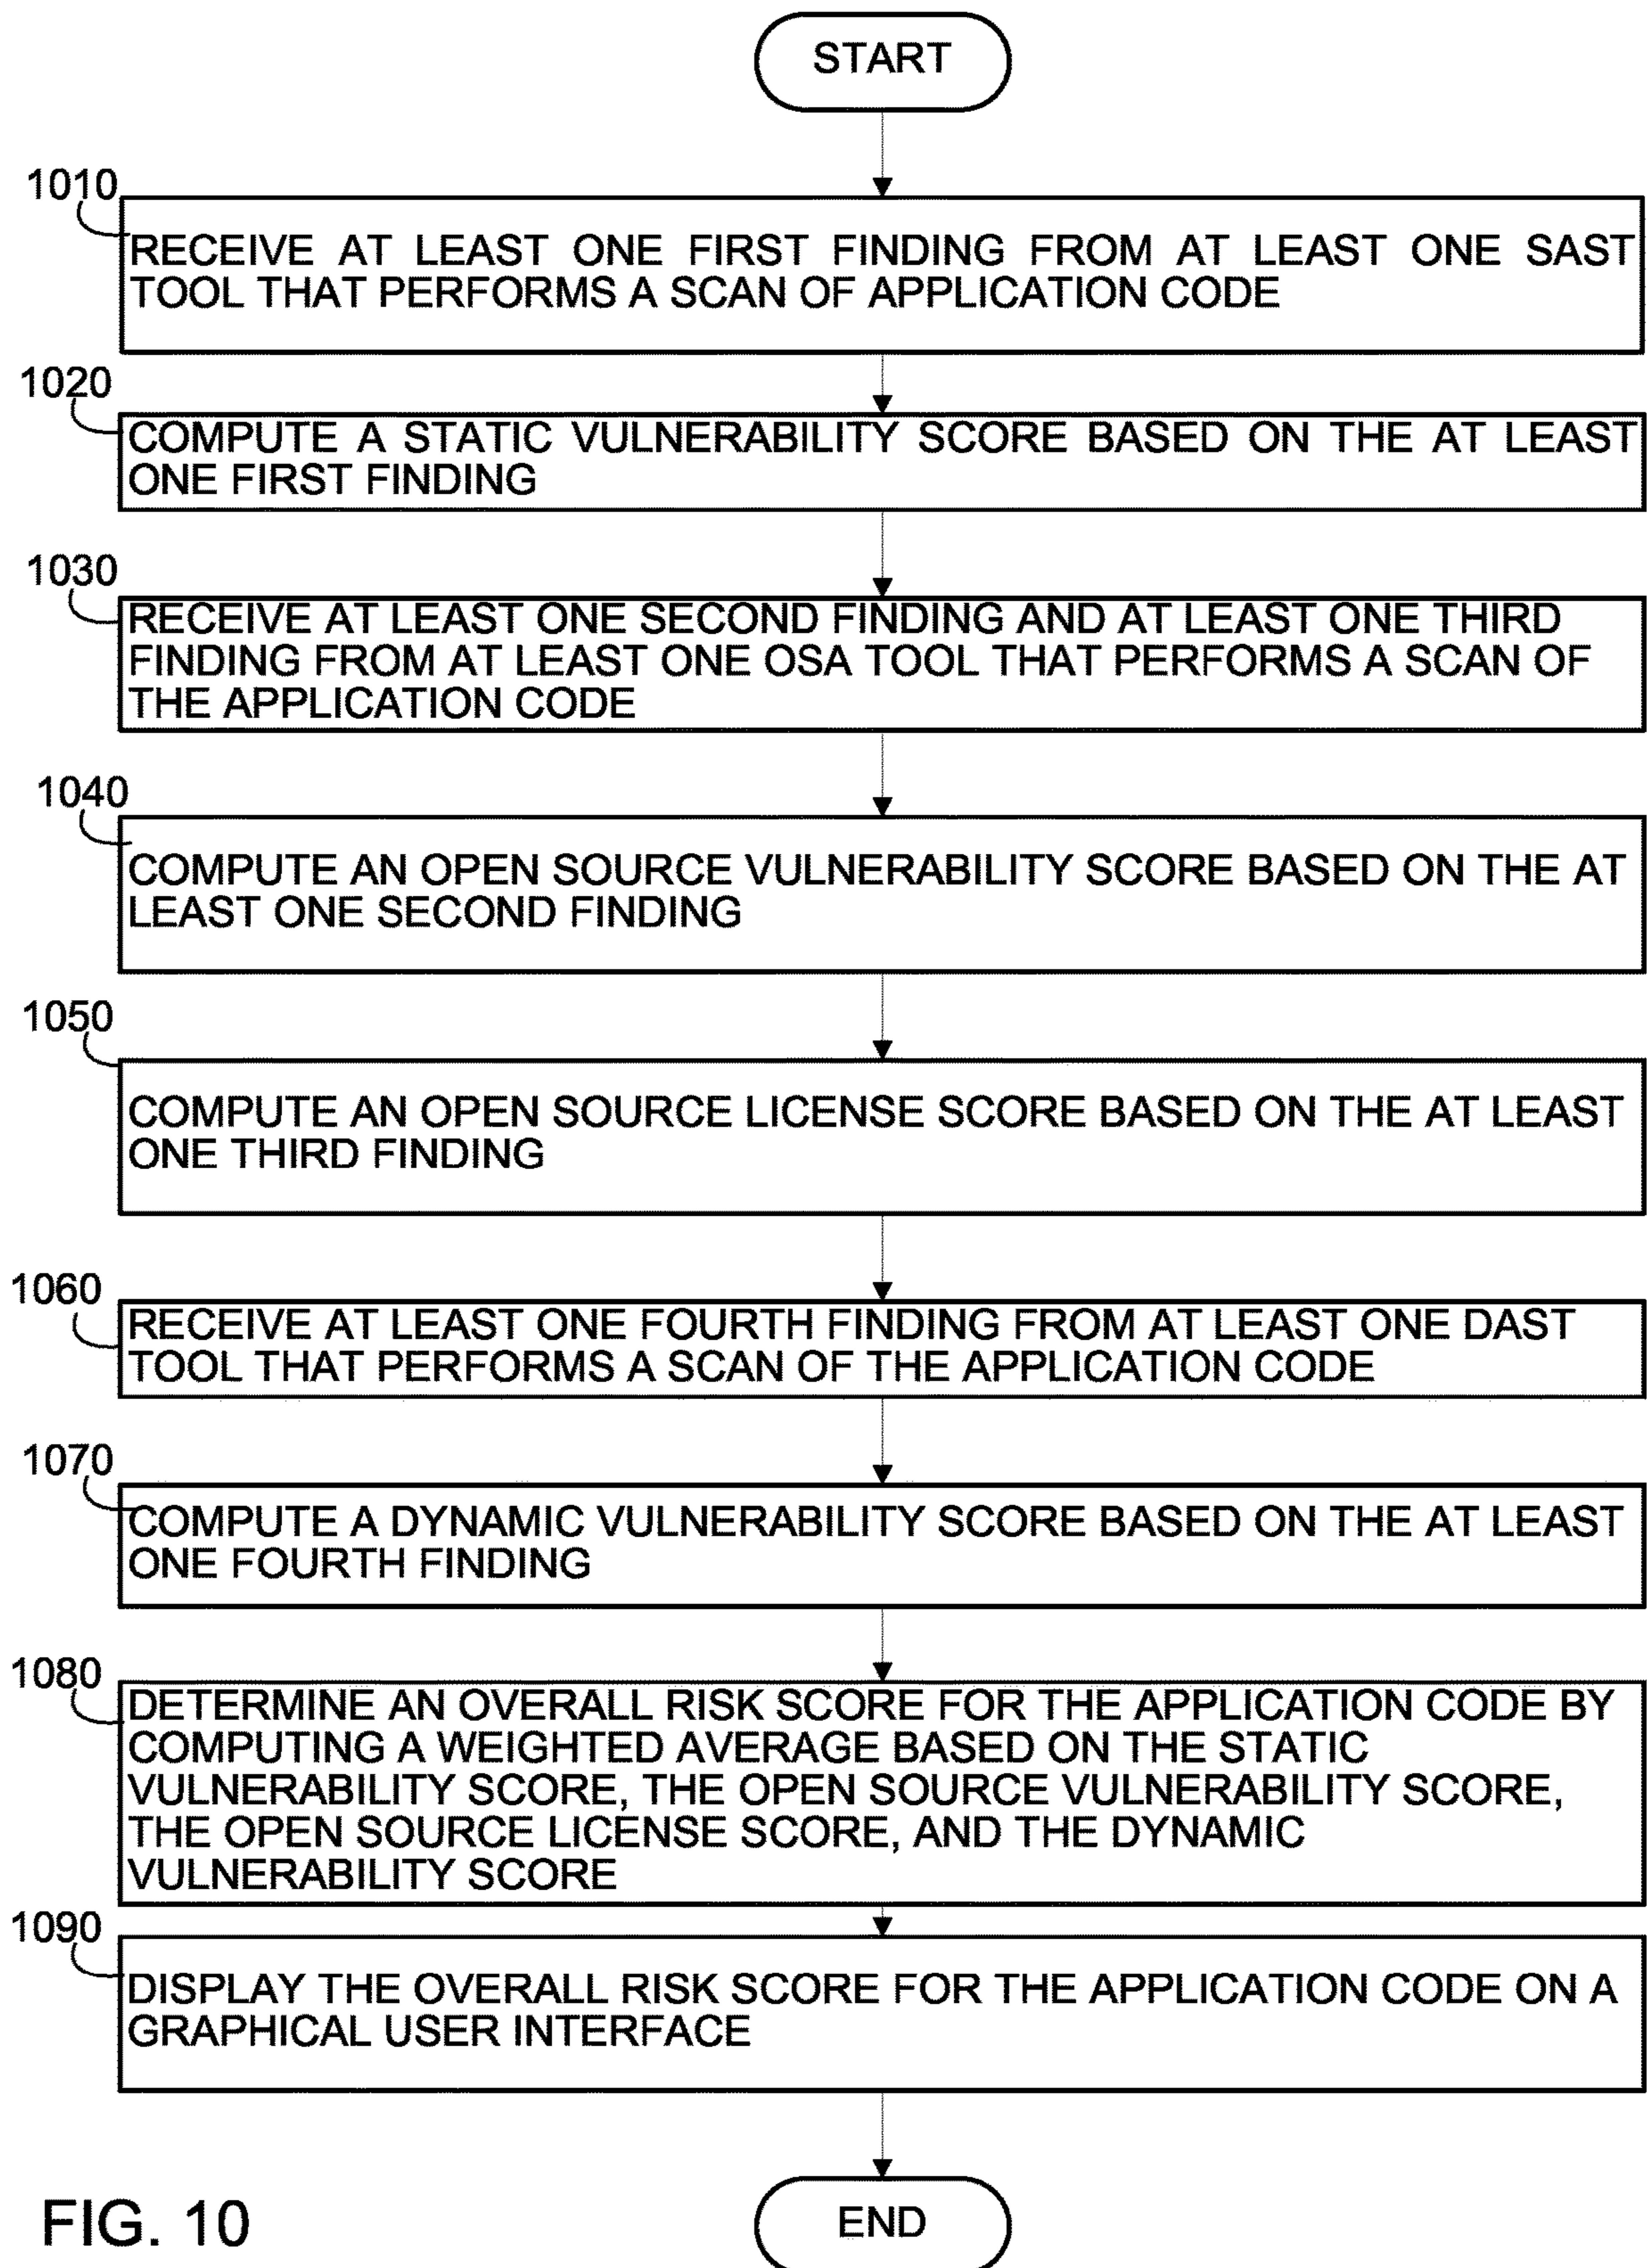 START
1010
RECEIVE AT LEAST ONE FIRST FINDING FROM AT LEAST ONE SAST
TOOL THAT PERFORMS A SCAN OF APPLICATION CODE
1020
COMPUTE A STATIC VULNERABILITY SCORE BASED ON THE AT LEAST
ONE FIRST FINDING
1030
RECEIVE AT LEAST ONE SECOND FINDING AND AT LEAST ONE THIRD
FINDING FROM AT LEAST ONE OSA TOOL THAT PERFORMS A SCAN OF
THE APPLICATION CODE
1040
COMPUTE AN OPEN SOURCE VULNERABILITY SCORE BASED ON THE AT
LEAST ONE SECOND FINDING
1050
COMPUTE AN OPEN SOURCE LICENSE SCORE BASED ON THE AT LEAST
ONE THIRD FINDING
1060
RECEIVE AT LEAST ONE FOURTH FINDING FROM AT LEAST ONE DAST
TOOL THAT PERFORMS A SCAN OF THE APPLICATION CODE
1070
COMPUTE A DYNAMIC VULNERABILITY SCORE BASED ON THE AT LEAST
ONE FOURTH FINDING
1080
DETERMINE AN OVERALL RISK SCORE FOR THE APPLICATION CODE BY
COMPUTING A WEIGHTED AVERAGE BASED ON THE STATIC
VULNERABILITY SCORE, THE OPEN SOURCE VULNERABILITY SCORE,
THE OPEN SOURCE LICENSE SCORE, AND THE DYNAMIC
VULNERABILITY SCORE
1090
DISPLAY THE OVERALL RISK SCORE FOR THE APPLICATION CODE ON A
GRAPHICAL USER INTERFACE
END
FIG. 10